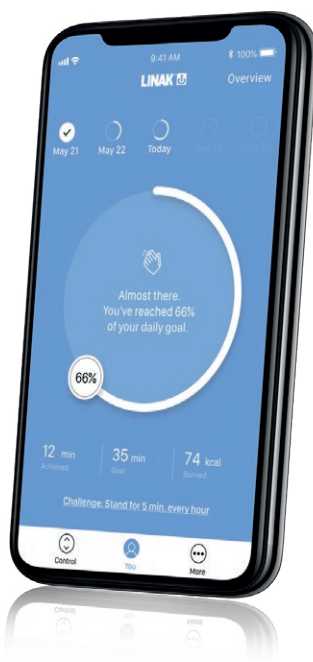 9:41 AM
100%
LINAK
Overview
May 21
May 22
Today
Almost there.
You've reached 66%
of your daily goal.
66%
12 min
Achieved
35 min
Goal
74 kcal
Burned
Challenge: Stand for 5 min. every hour
Control
You
More